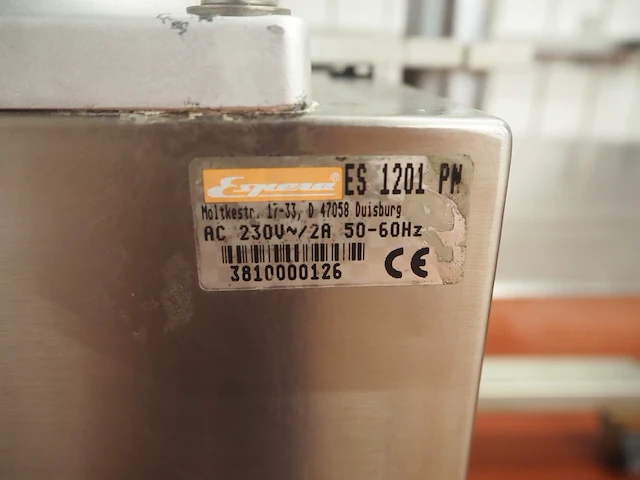 Espera® ES 1201 PM
Moltkestr. 17-33, D 47058 Duisburg
AC 230V~/2A 50-60Hz
3810000126 CE